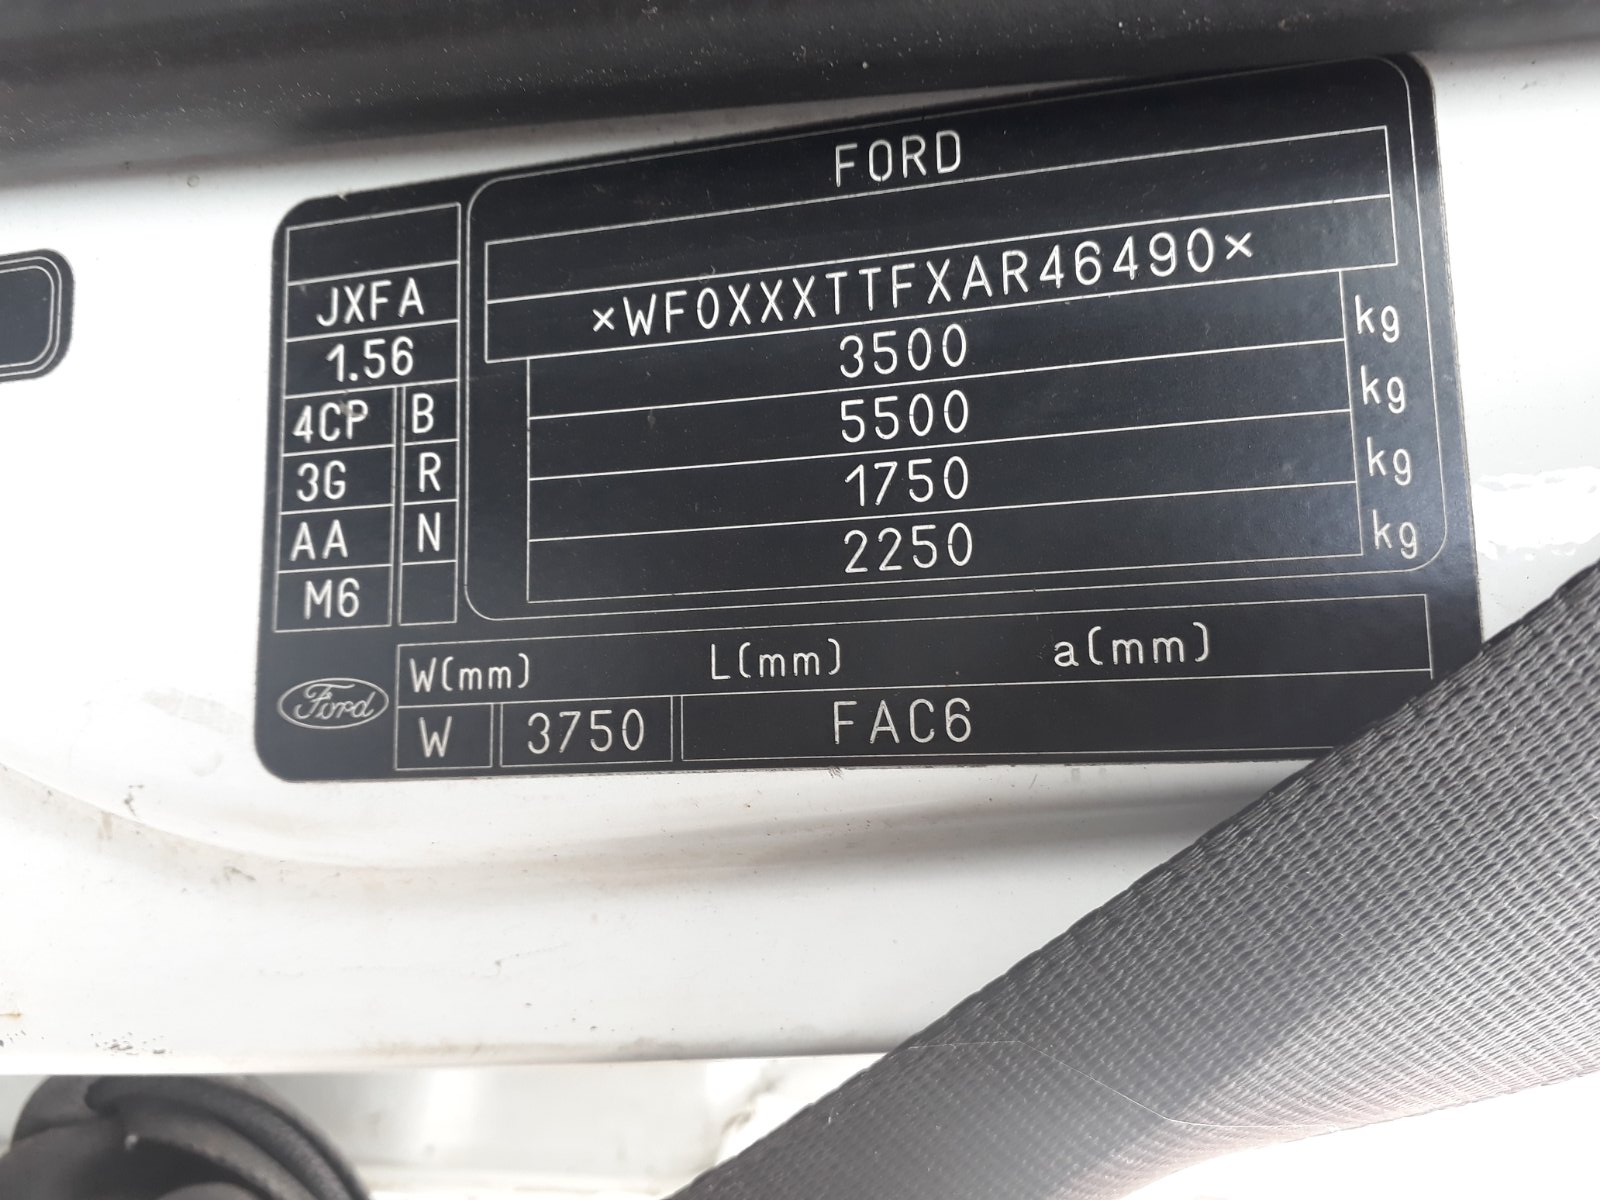 FORD
×WF0XXXTTFXAR46490×
3500 kg
5500 kg
1750 kg
2250 kg
JXFA
1.56
4CP B
3G R
AA N
M6
Ford
W(mm) L(mm) a(mm)
W 3750 FAC6